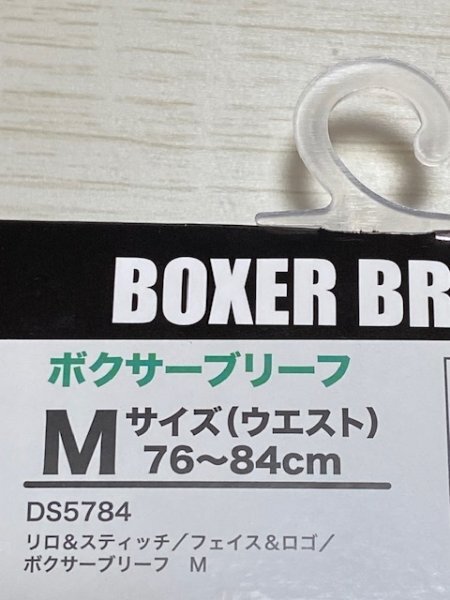 BOXER BR
ボクサーブリーフ
M サイズ(ウエスト)
76～84cm
DS5784
リロ&スティッチ／フェイス&ロゴ／
ボクサーブリーフ　M